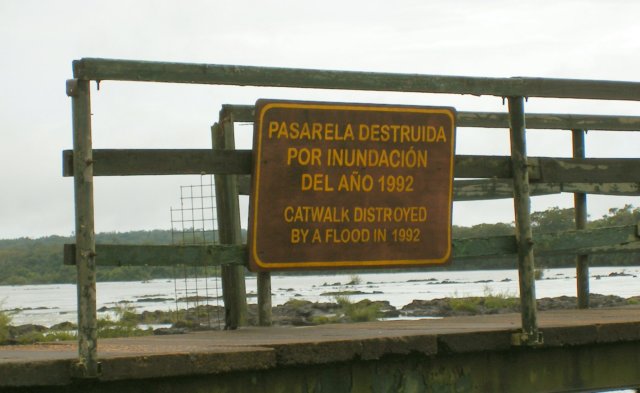 PASARELA DESTRUIDA
POR INUNDACIÓN
DEL AÑO 1992
CATWALK DISTROYED
BY A FLOOD IN 1992